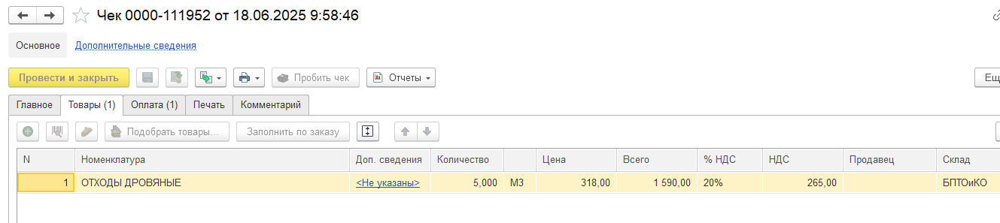 Чек 0000-111952 от 18.06.2025 9:58:46
Основное Дополнительные сведения
Провести и закрыть Пробить чек Отчеты Ещ
Главное Товары (1) Оплата (1) Печать Комментарий
Подобрать товары... Заполнить по заказу
N Номенклатура Доп. сведения Количество Цена Всего % НДС НДС Продавец Склад
1 ОТХОДЫ ДРОВЯНЫЕ <Не указаны> 5,000 М3 318,00 1 590,00 20% 265,00 БПТОиКО